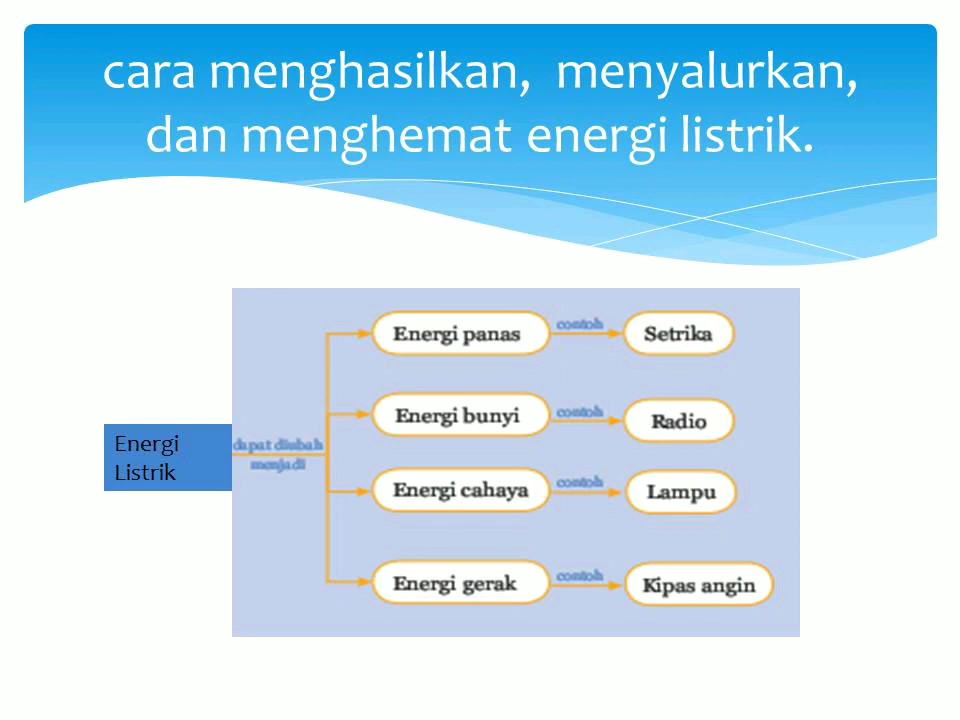 cara menghasilkan, menyalurkan,
dan menghemat energi listrik.
Energi
Listrik
dapat diubah
menjadi
Energi panas
contoh
Setrika
Energi bunyi
contoh
Radio
Energi cahaya
contoh
Lampu
Energi gerak
contoh
Kipas angin